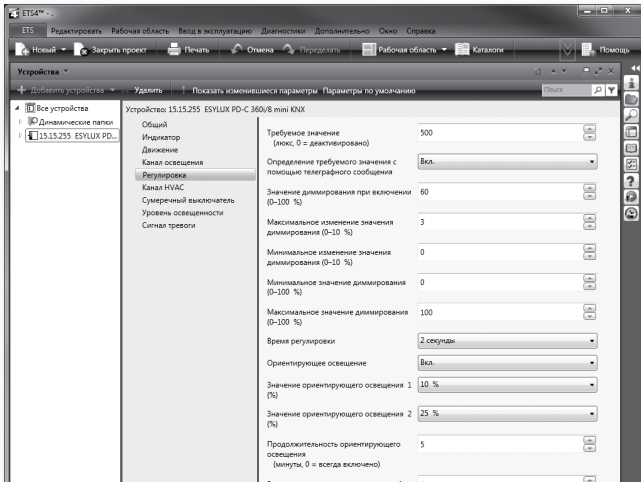 ETS4™ - .
ETS Редактировать Рабочая область Ввод в эксплуатацию Диагностики Дополнительно Окно Справка
Новый Закрыть проект Печать Отмена Переделать Рабочая область Каталоги Помощь
Устройства
Добавить устройства Удалить Показать изменившиеся параметры Параметры по умолчанию Поиск
Все устройства
Динамические папки
15.15.255 ESYLUX PD...
Устройство: 15.15.255 ESYLUX PD-C 360i/8 mini KNX
Общий
Индикатор
Движение
Канал освещения
Регулировка
Канал HVAC
Сумеречный выключатель
Уровень освещенности
Сигнал тревоги
Требуемое значение
(люкс, 0 = деактивировано)
500
Определение требуемого значения с
помощью телеграфного сообщения
Вкл.
Значение диммирования при включении
(0–100 %)
60
Максимальное изменение значения
диммирования (0–10 %)
3
Минимальное изменение значения
диммирования (0–10 %)
0
Минимальное значение диммирования
(0–100 %)
0
Максимальное значение диммирования
(0–100 %)
100
Время регулировки
2 секунды
Ориентирующее освещение
Вкл.
Значение ориентирующего освещения 1
(%)
10 %
Значение ориентирующего освещения 2
(%)
25 %
Продолжительность ориентирующего
освещения
(минуты, 0 = всегда включено)
5